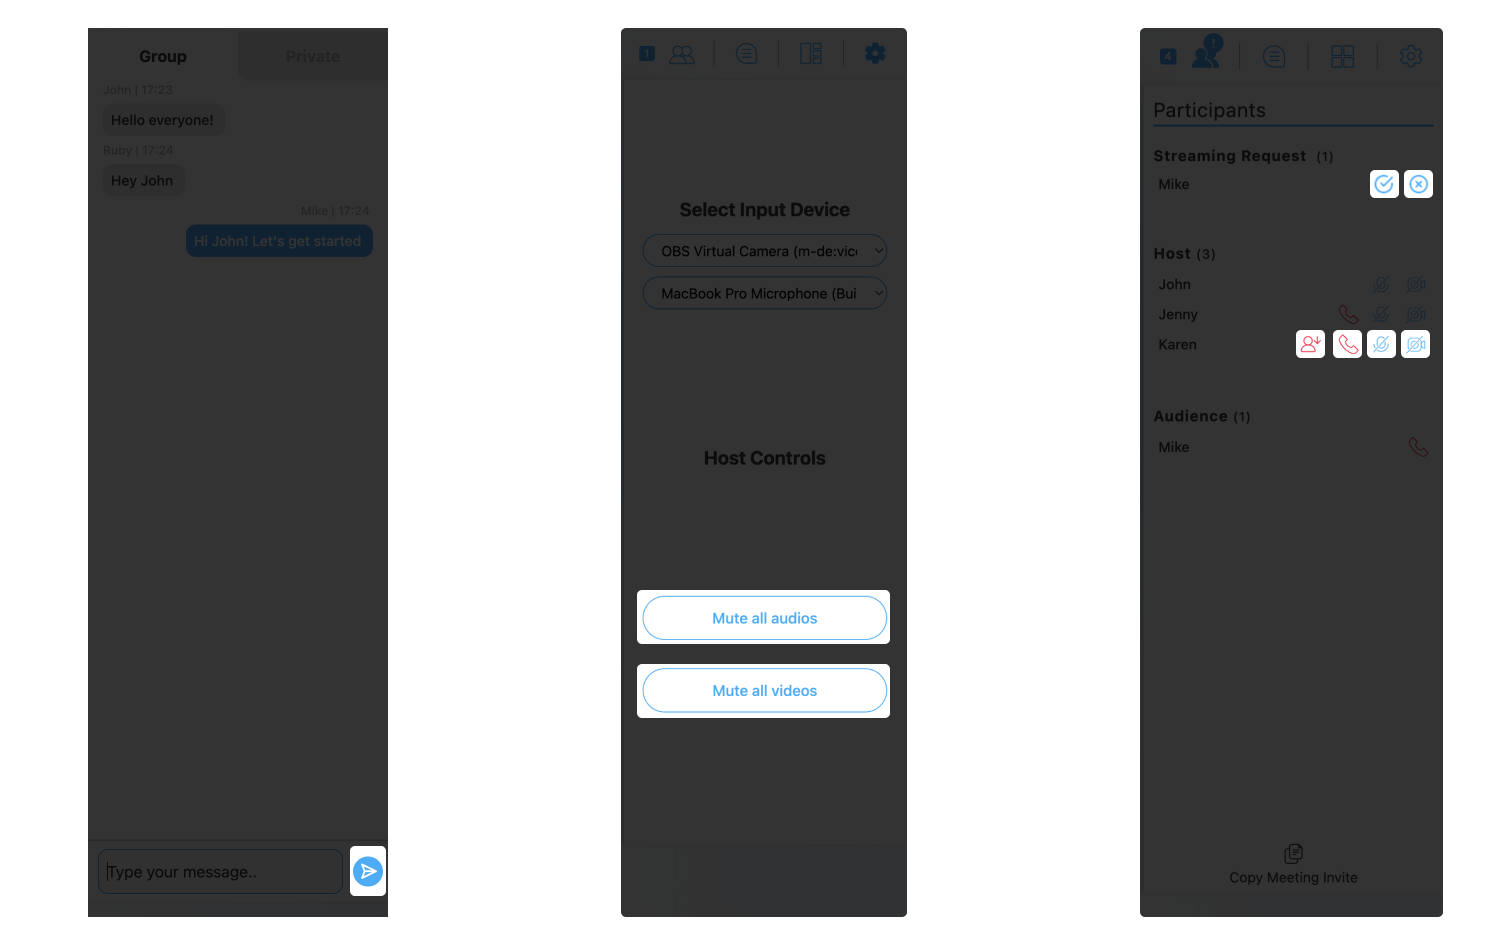 Group
Private
John | 17:23
Hello everyone!
Ruby | 17:24
Hey John
Mike | 17:24
Hi John! Let's get started
Type your message..
1
Select Input Device
OBS Virtual Camera (m-de:vic
MacBook Pro Microphone (Bui
Host Controls
Mute all audios
Mute all videos
4
!
Participants
Streaming Request (1)
Mike
Host (3)
John
Jenny
Karen
Audience (1)
Mike
Copy Meeting Invite